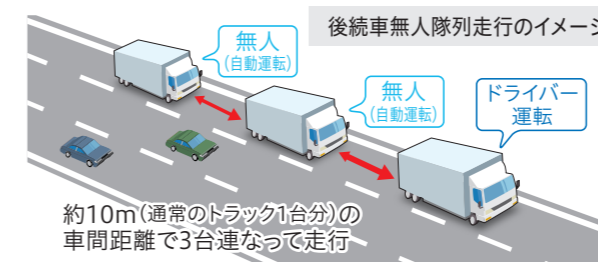 後続車無人隊列走行のイメージ
無人
(自動運転)
無人
(自動運転)
ドライバー
運転
約10m(通常のトラック1台分)の
車間距離で3台連なって走行